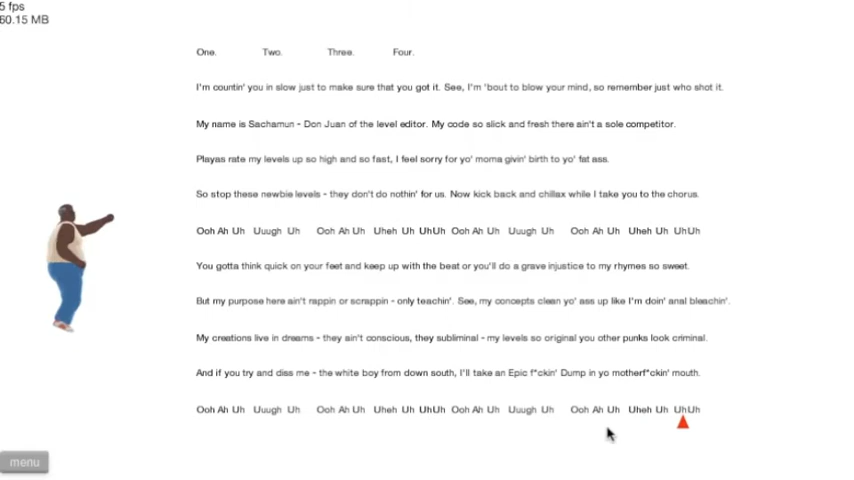 5 fps
60.15 MB
One. Two. Three. Four.
I'm countin' you in slow just to make sure that you got it. See, I'm 'bout to blow your mind, so remember just who shot it.
My name is Sachamun - Don Juan of the level editor. My code so slick and fresh there ain't a sole competitor.
Playas rate my levels up so high and so fast, I feel sorry for yo' moma givin' birth to yo' fat ass.
So stop these newbie levels - they don't do nothin' for us. Now kick back and chillax while I take you to the chorus.
Ooh Ah Uh Uuugh Uh Ooh Ah Uh Uheh Uh UhUh Ooh Ah Uh Uuugh Uh Ooh Ah Uh Uheh Uh UhUh
You gotta think quick on your feet and keep up with the beat or you'll do a grave injustice to my rhymes so sweet.
But my purpose here ain't rappin or scrappin - only teachin'. See, my concepts clean yo' ass up like I'm doin' anal bleachin'.
My creations live in dreams - they ain't conscious, they subliminal - my levels so original you other punks look criminal.
And if you try and diss me - the white boy from down south, I'll take an Epic f*ckin' Dump in yo motherf*ckin' mouth.
Ooh Ah Uh Uuugh Uh Ooh Ah Uh Uheh Uh UhUh Ooh Ah Uh Uuugh Uh Ooh Ah Uh Uheh Uh UhUh
menu